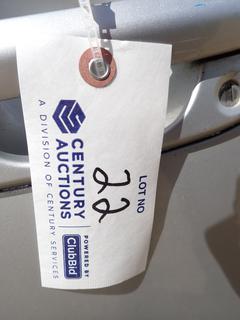 CENTURY
AUCTIONS
A DIVISION OF CENTURY SERVICES
POWERED BY
ClubBid
LOT NO
22